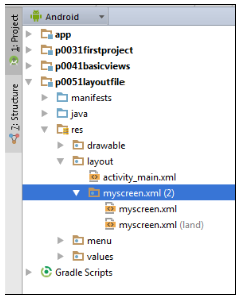 1: Project
Z: Structure
Android
app
p0031firstproject
p0041basicviews
p0051layoutfile
manifests
java
res
drawable
layout
activity_main.xml
myscreen.xml (2)
myscreen.xml
myscreen.xml (land)
menu
values
Gradle Scripts